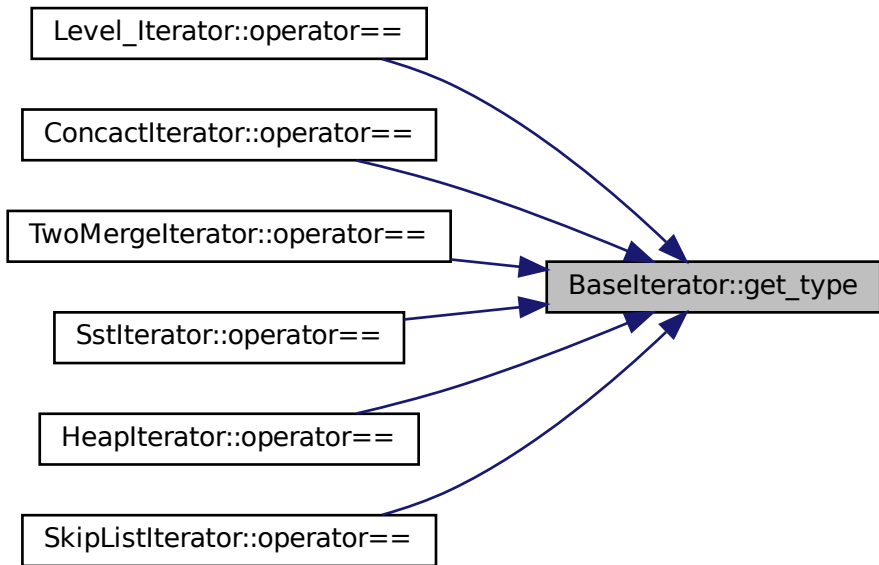 Level_Iterator::operator==
ConcactIterator::operator==
TwoMergeIterator::operator==
BaseIterator::get_type
SstIterator::operator==
HeapIterator::operator==
SkipListIterator::operator==